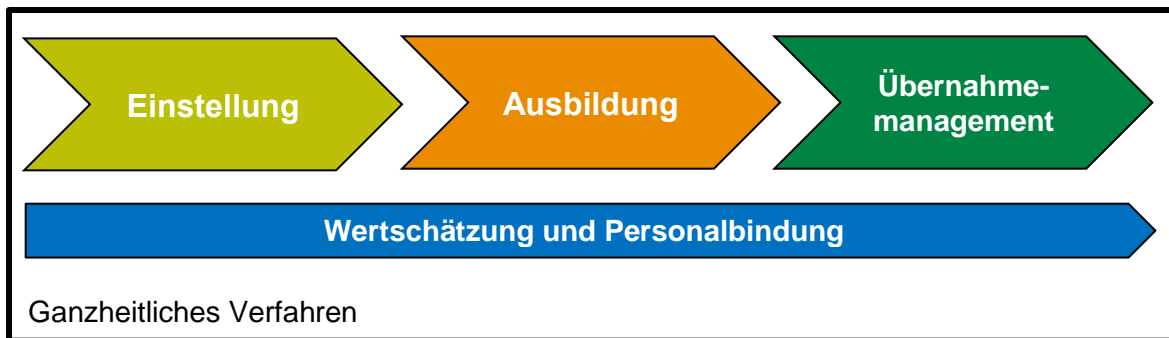 Einstellung
Ausbildung
Übernahme-
management
Wertschätzung und Personalbindung
Ganzheitliches Verfahren